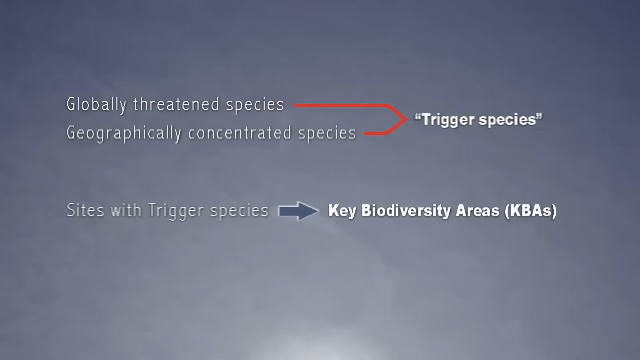 Globally threatened species
Geographically concentrated species
“Trigger species”
Sites with Trigger species
Key Biodiversity Areas (KBAs)